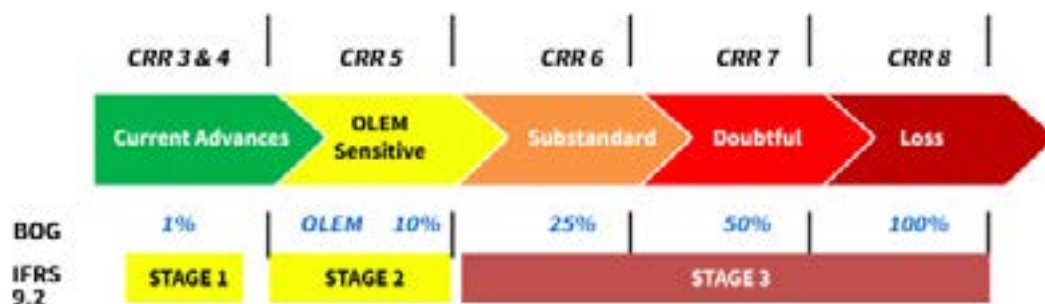 CRR 3 & 4 CRR 5 CRR 6 CRR 7 CRR 8
Current Advances OLEM Sensitive Substandard Doubtful Loss
BOG 1% OLEM 10% 25% 50% 100%
IFRS 9.2 STAGE 1 STAGE 2 STAGE 3